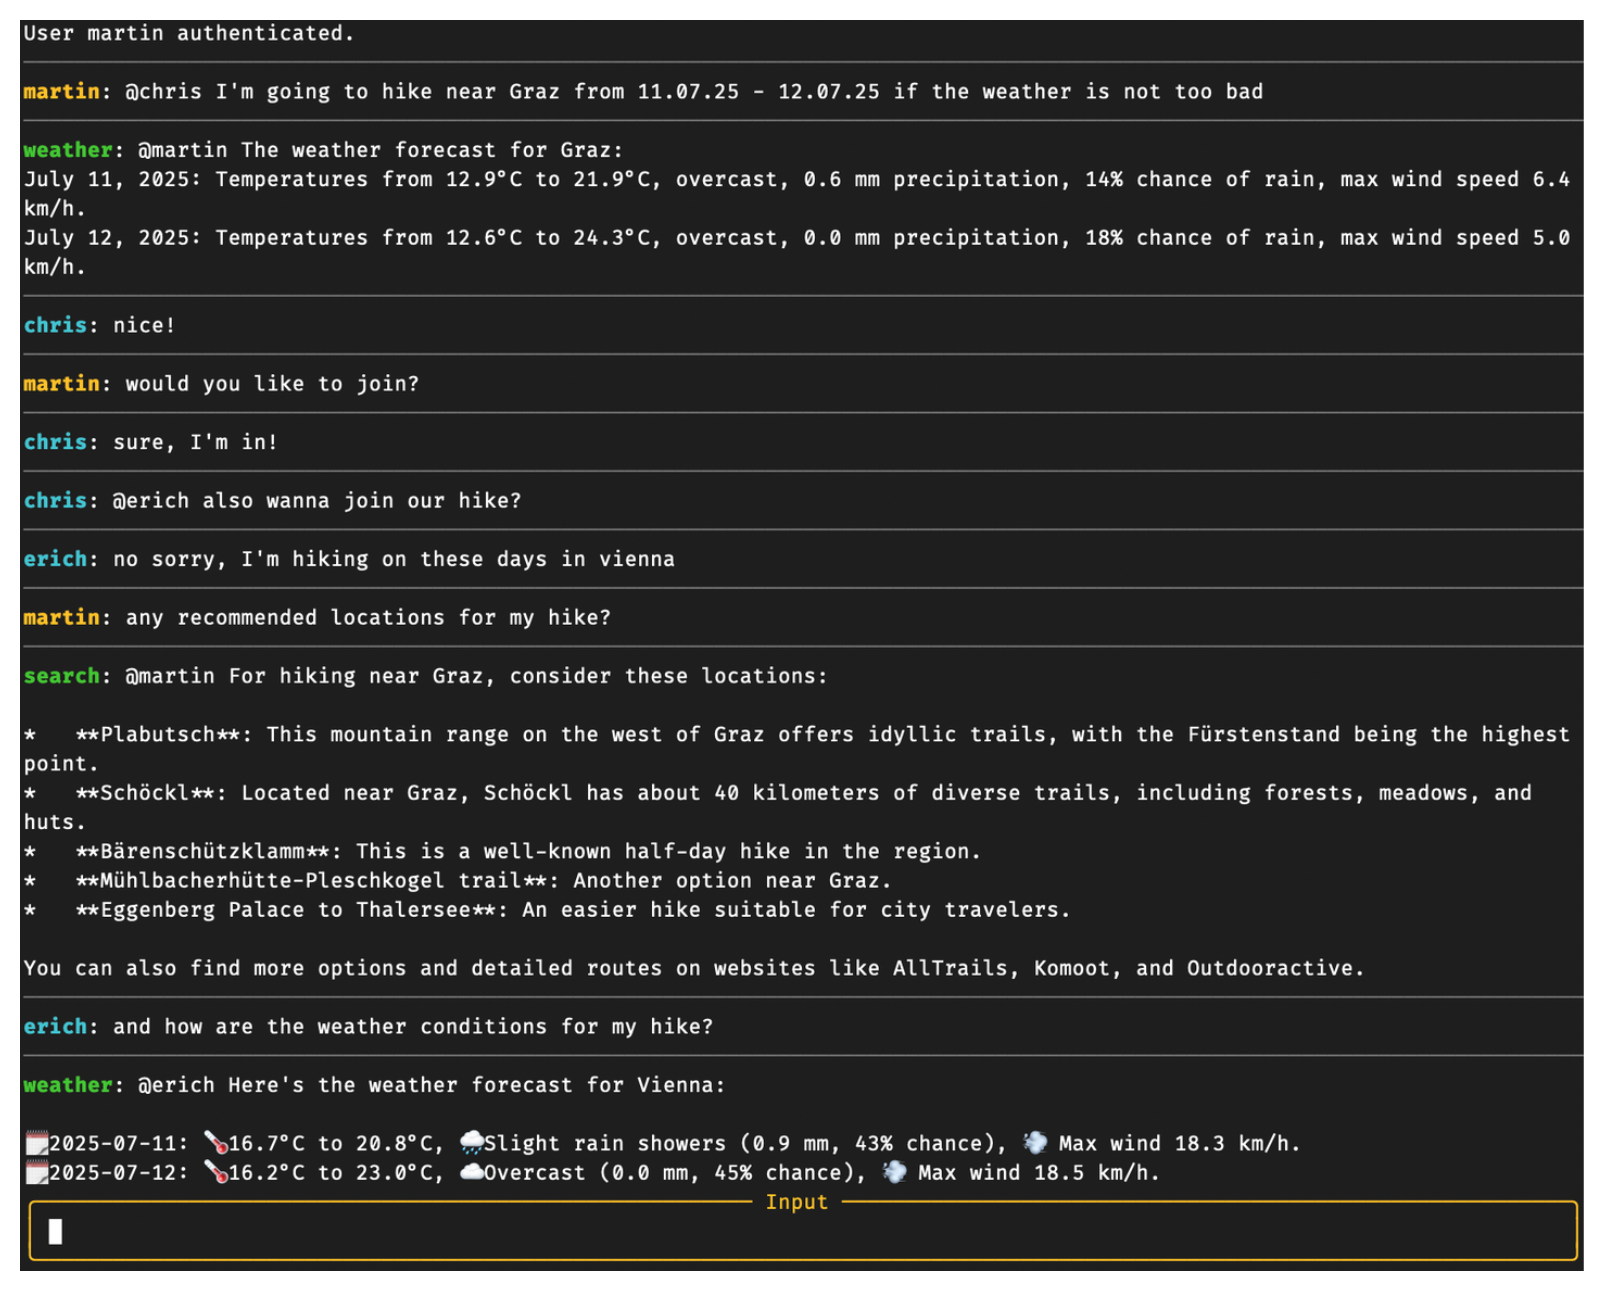 User martin authenticated.
martin: @chris I'm going to hike near Graz from 11.07.25 - 12.07.25 if the weather is not too bad
weather: @martin The weather forecast for Graz:
July 11, 2025: Temperatures from 12.9°C to 21.9°C, overcast, 0.6 mm precipitation, 14% chance of rain, max wind speed 6.4
km/h.
July 12, 2025: Temperatures from 12.6°C to 24.3°C, overcast, 0.0 mm precipitation, 18% chance of rain, max wind speed 5.0
km/h.
chris: nice!
martin: would you like to join?
chris: sure, I'm in!
chris: @erich also wanna join our hike?
erich: no sorry, I'm hiking on these days in vienna
martin: any recommended locations for my hike?
search: @martin For hiking near Graz, consider these locations:
*   **Plabutsch**: This mountain range on the west of Graz offers idyllic trails, with the Fürstenstand being the highest
point.
*   **Schöckl**: Located near Graz, Schöckl has about 40 kilometers of diverse trails, including forests, meadows, and
huts.
*   **Bärenschützklamm**: This is a well-known half-day hike in the region.
*   **Mühlbacherhütte-Pleschkogel trail**: Another option near Graz.
*   **Eggenberg Palace to Thalersee**: An easier hike suitable for city travelers.
You can also find more options and detailed routes on websites like AllTrails, Komoot, and Outdooractive.
erich: and how are the weather conditions for my hike?
weather: @erich Here's the weather forecast for Vienna:
🗓️2025-07-11: 🌡️16.7°C to 20.8°C, 🌧️Slight rain showers (0.9 mm, 43% chance), 💨 Max wind 18.3 km/h.
🗓️2025-07-12: 🌡️16.2°C to 23.0°C, ☁️Overcast (0.0 mm, 45% chance), 💨 Max wind 18.5 km/h.
Input